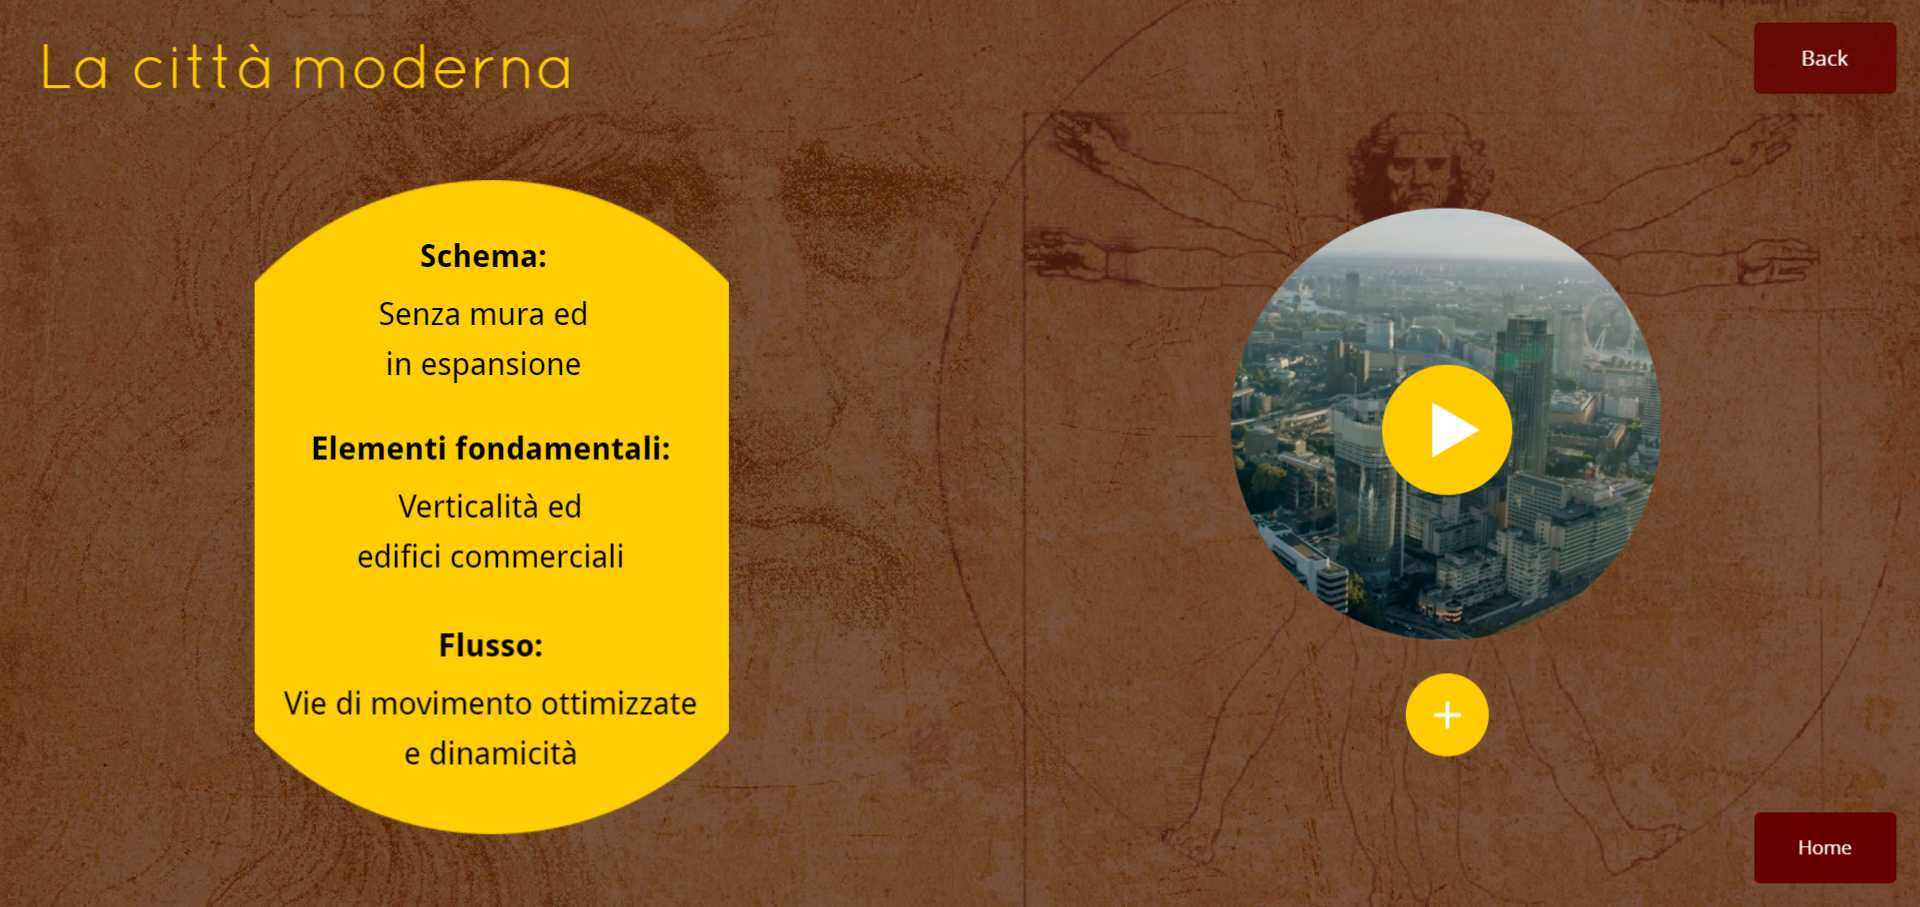 La città moderna
Back
Schema:
Senza mura ed
in espansione
Elementi fondamentali:
Verticalità ed
edifici commerciali
Flusso:
Vie di movimento ottimizzate
e dinamicità
Home